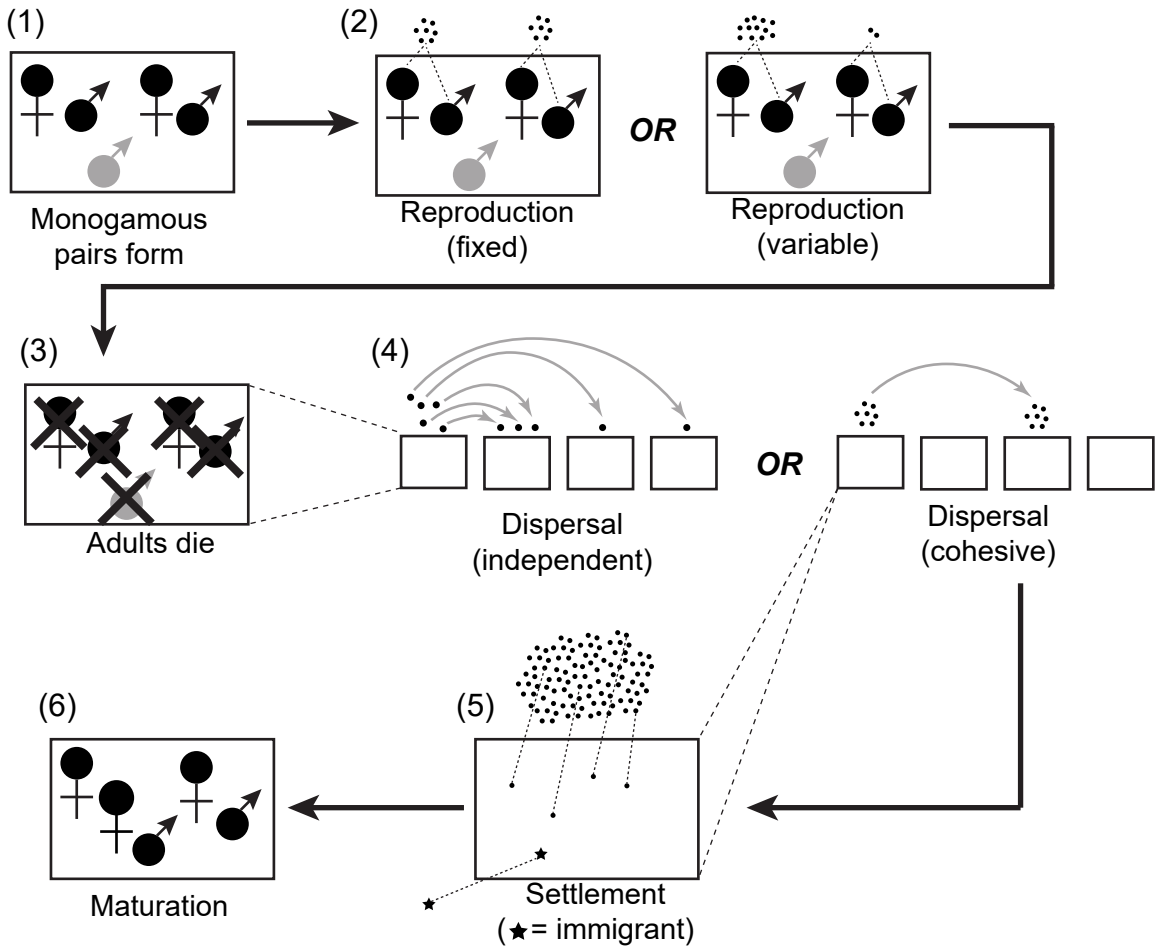 (1)
(2)
OR
Monogamous
pairs form
Reproduction
(fixed)
Reproduction
(variable)
(3)
(4)
OR
Adults die
Dispersal
(independent)
Dispersal
(cohesive)
(6)
(5)
Maturation
Settlement
(★= immigrant)